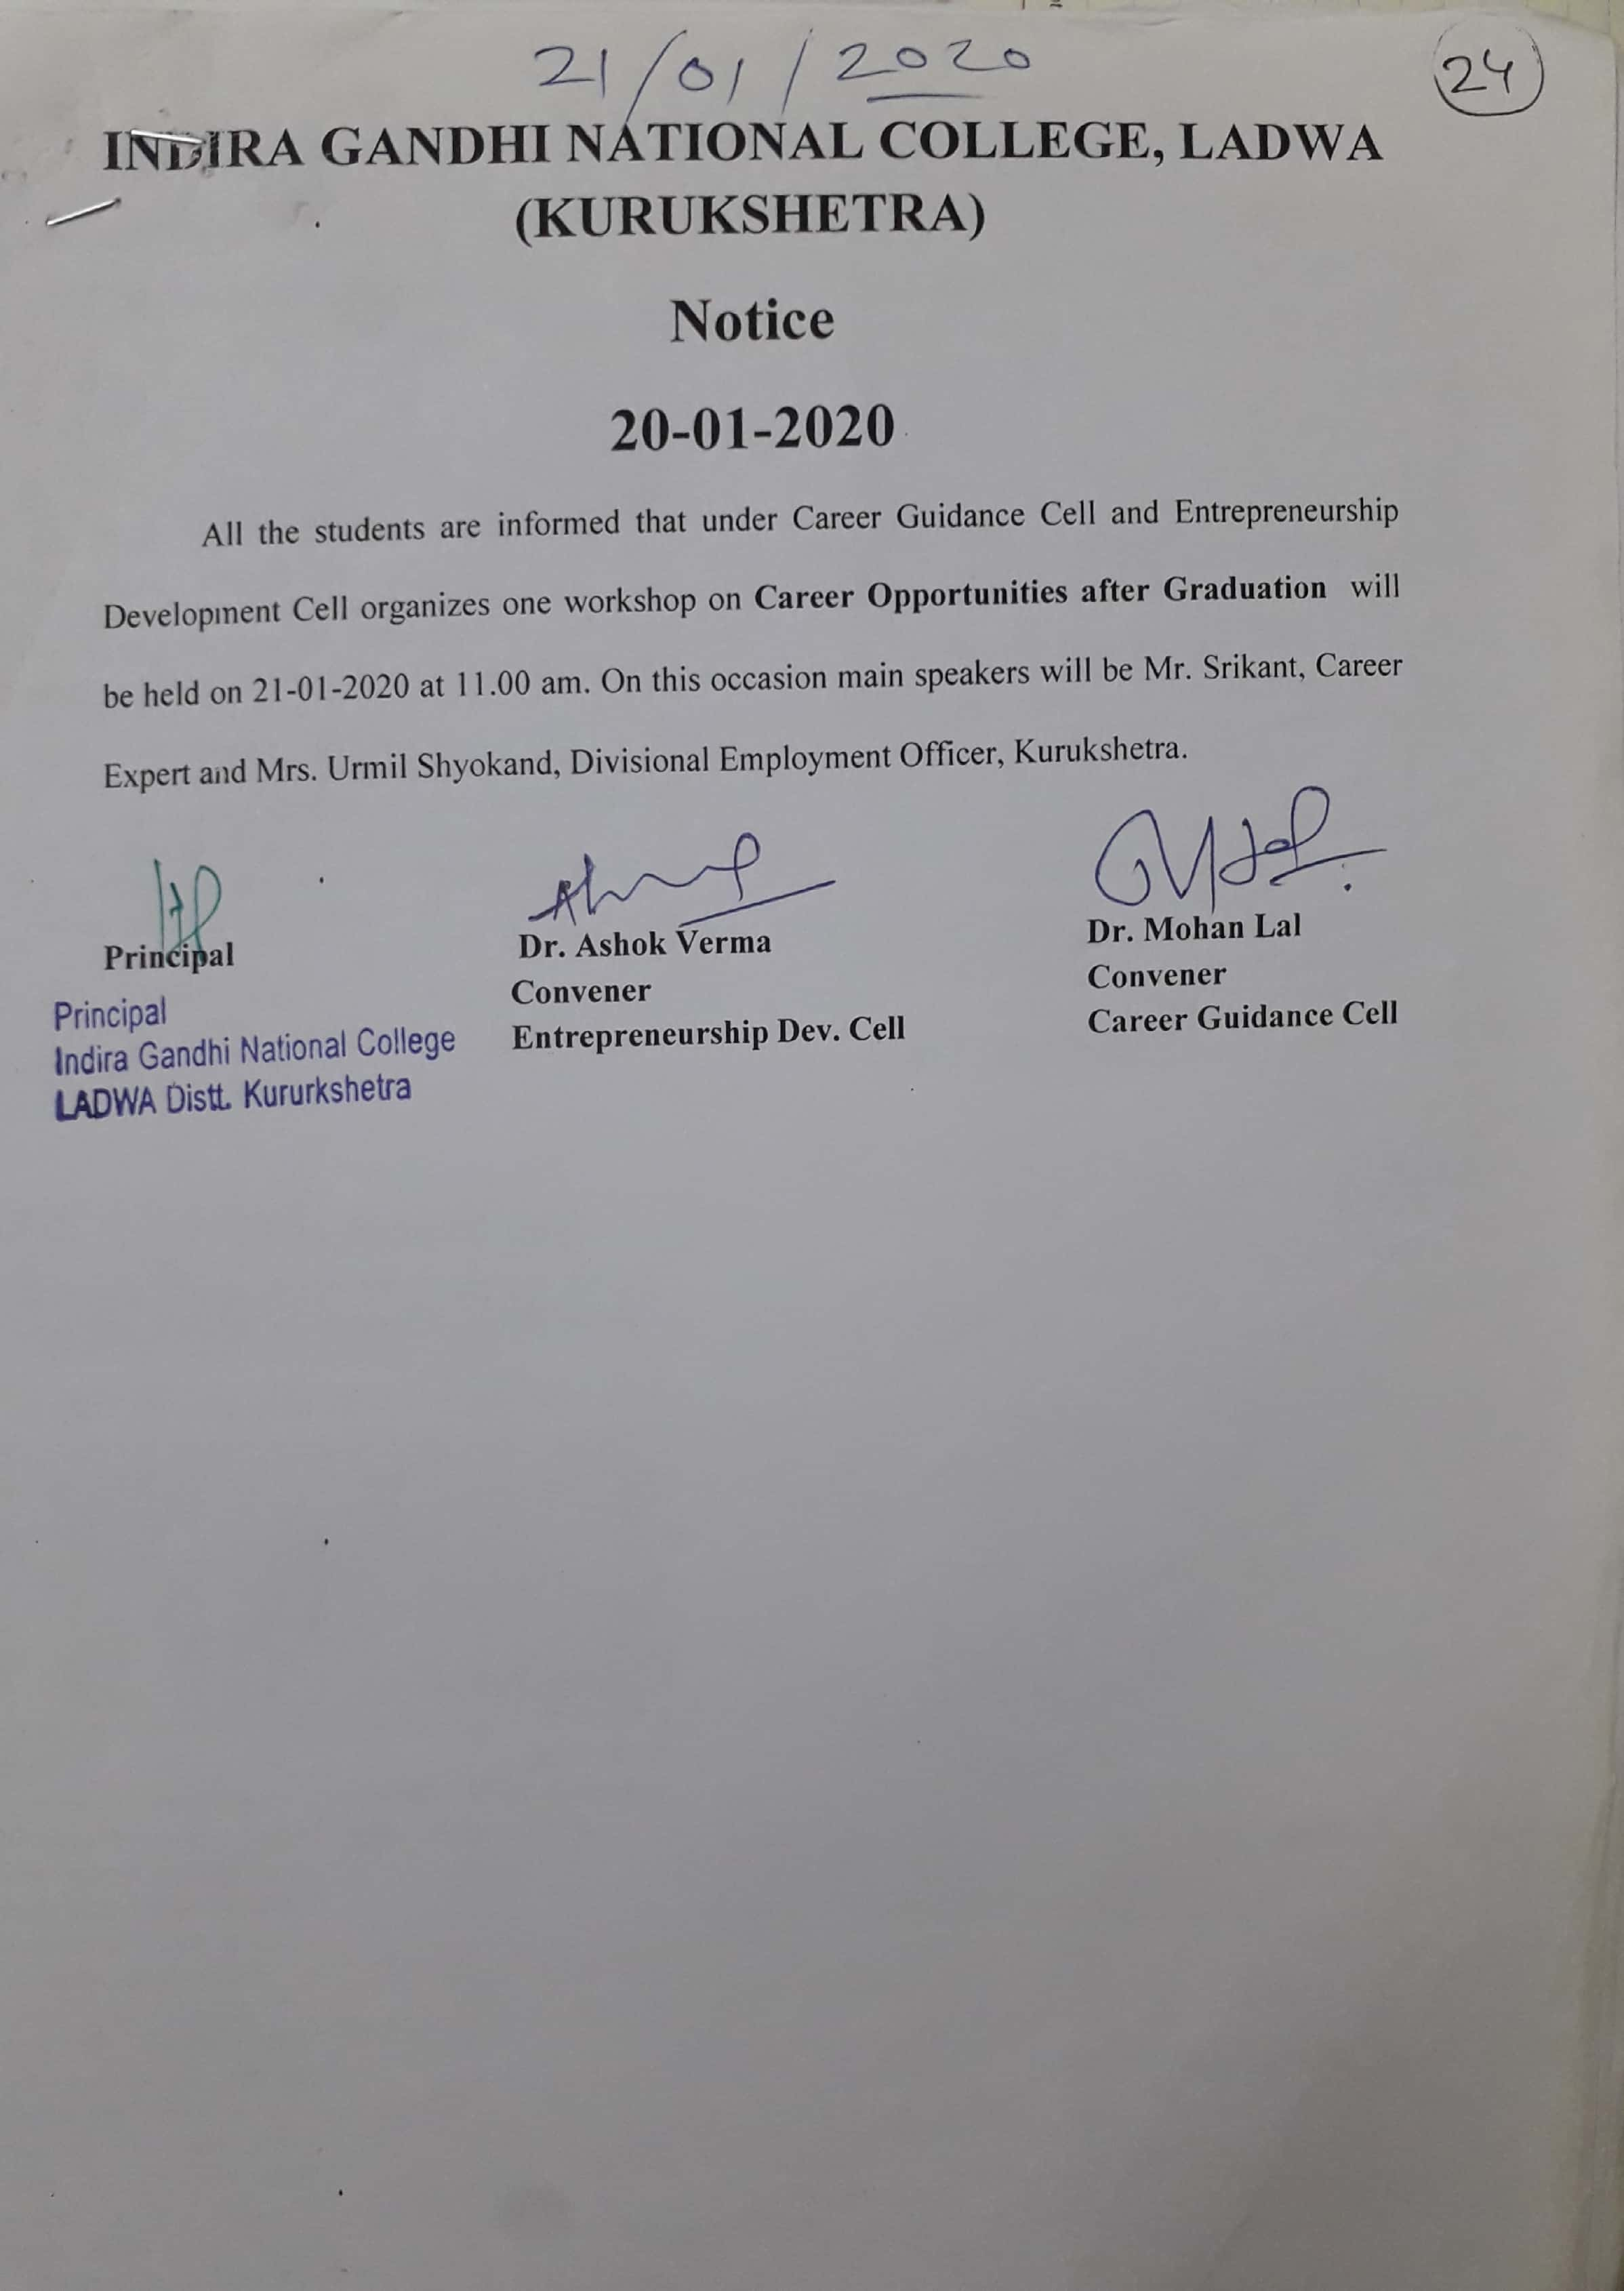 21/01/2020
24
INDIRA GANDHI NATIONAL COLLEGE, LADWA
(KURUKSHETRA)
Notice
20-01-2020
All the students are informed that under Career Guidance Cell and Entrepreneurship
Development Cell organizes one workshop on Career Opportunities after Graduation will
be held on 21-01-2020 at 11.00 am. On this occasion main speakers will be Mr. Srikant, Career
Expert and Mrs. Urmil Shyokand, Divisional Employment Officer, Kurukshetra.
Principal
Principal
Indira Gandhi National College
LADWA Distt. Kururkshetra
Dr. Ashok Verma
Convener
Entrepreneurship Dev. Cell
Dr. Mohan Lal
Convener
Career Guidance Cell